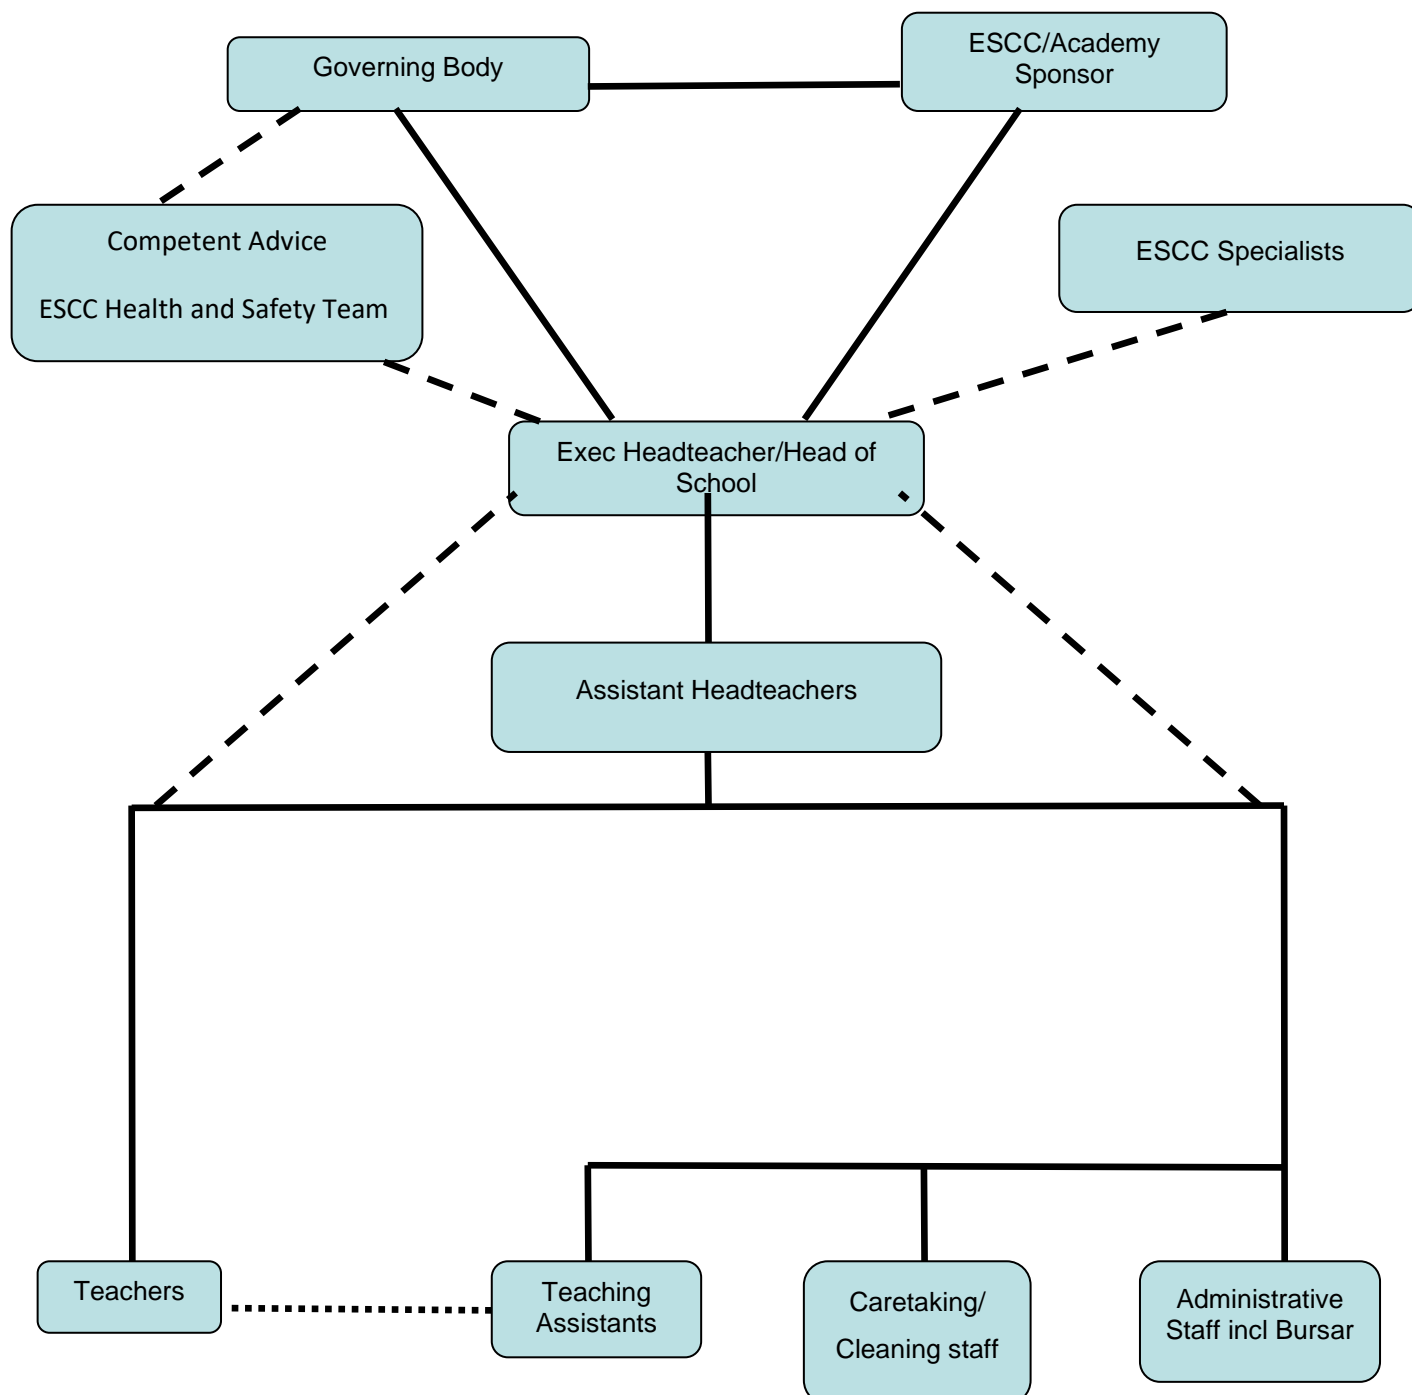 Governing Body
ESCC/Academy
Sponsor
Competent Advice
ESCC Health and Safety Team
ESCC Specialists
Exec Headteacher/Head of
School
Assistant Headteachers
Teachers
Teaching
Assistants
Caretaking/
Cleaning staff
Administrative
Staff incl Bursar